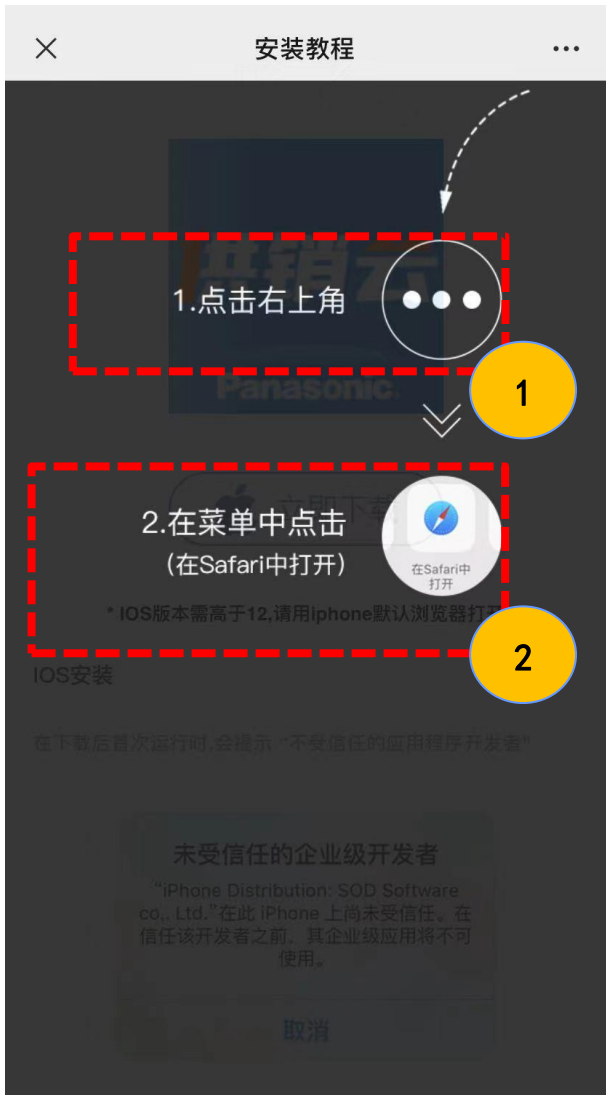 安装教程
供销云
1.点击右上角
1
Panasonic
立即下载
2.在菜单中点击
(在Safari中打开)
在Safari中
打开
* IOS版本需高于12,请用iphone默认浏览器打开
2
IOS安装
在下载后首次运行时,会提示 “不受信任的应用程序开发者”
未受信任的企业级开发者
“iPhone Distribution: SOD Software
co., Ltd.”在此 iPhone 上尚未受信任。在
信任该开发者之前，其企业级应用将不可
使用。
取消